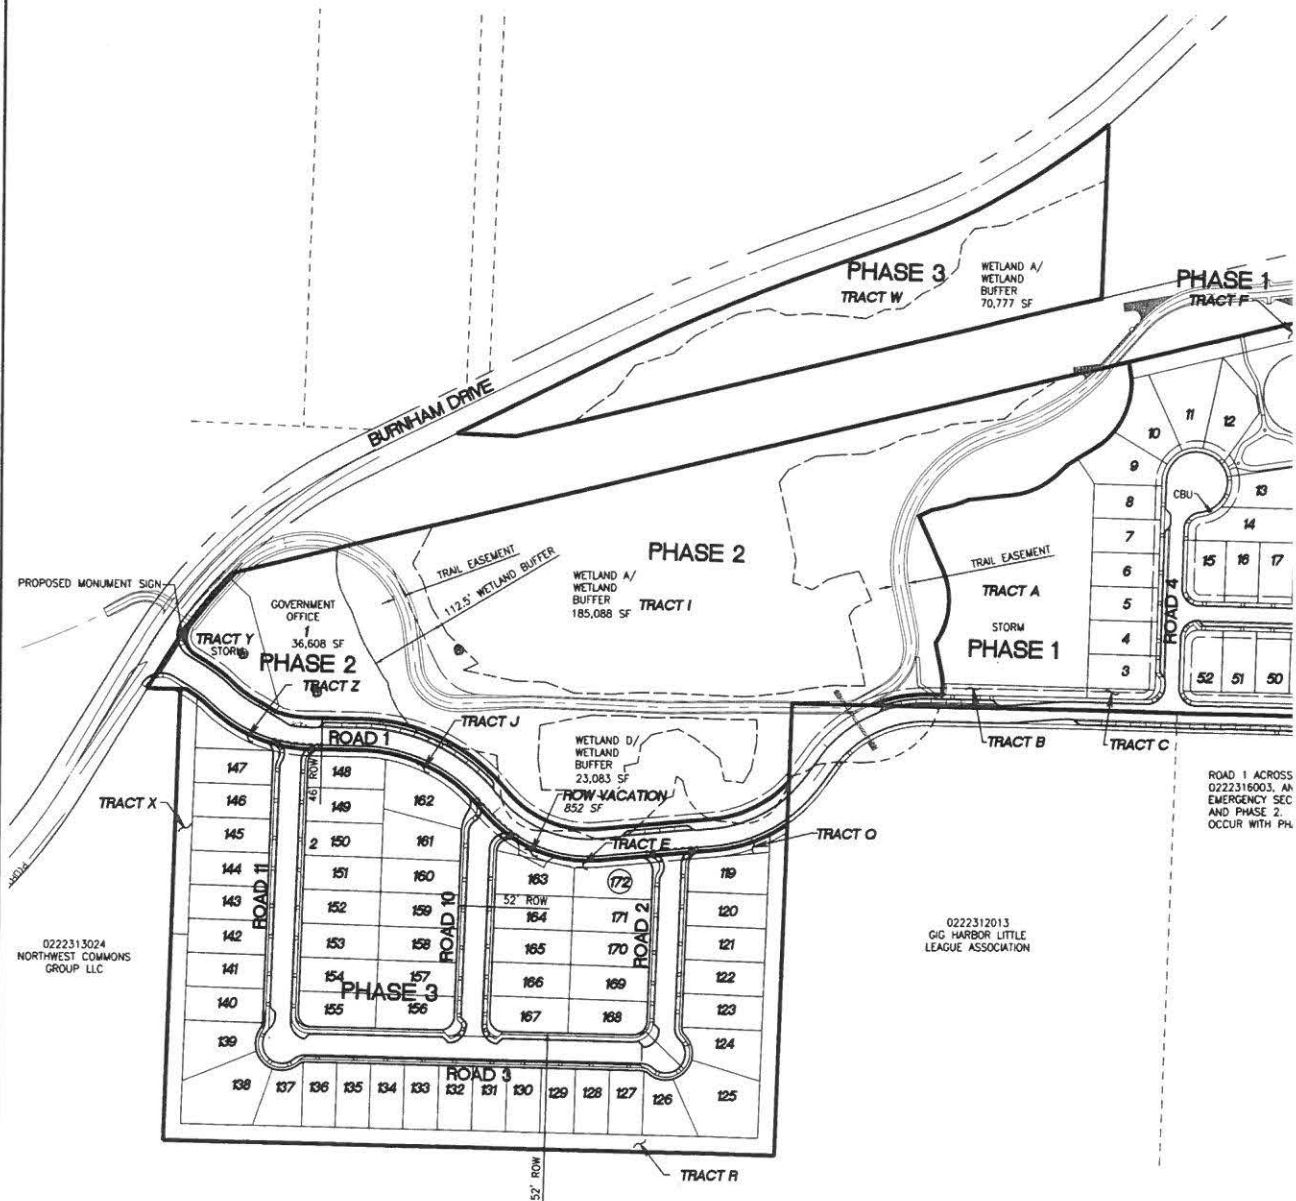 BURNHAM DRIVE
PHASE 3
TRACT W
WETLAND A/
WETLAND
BUFFER
70,777 SF
PHASE 1
TRACT F
11
12
10
9
8
7
6
5
4
3
CBU
13
14
15
16
17
ROAD 4
52
51
50
PROPOSED MONUMENT SIGN
TRAIL EASEMENT
112.5' WETLAND BUFFER
PHASE 2
WETLAND A/
WETLAND
BUFFER
185,088 SF
TRACT I
TRAIL EASEMENT
TRACT A
STORM
PHASE 1
GOVERNMENT
OFFICE
1
36,608 SF
TRACT Y
STORM
PHASE 2
TRACT Z
TRACT J
ROAD 1
WETLAND D/
WETLAND
BUFFER
23,083 SF
ROW VACATION
852 SF
TRACT B
TRACT C
ROAD 1 ACROSS
0222316003, AN
EMERGENCY SEC
AND PHASE 2.
OCCUR WITH PH
TRACT X
TRACT E
TRACT Q
147
146
145
144
143
142
141
140
139
138
ROAD 11
46' ROW
148
149
2
150
151
152
153
154
155
162
161
160
159
158
157
156
PHASE 3
ROAD 10
52' ROW
163
164
165
166
167
172
171
170
169
168
ROAD 2
119
120
121
122
123
124
125
ROAD 3
137
136
135
134
133
132
131
130
129
128
127
126
0222313024
NORTHWEST COMMONS
GROUP LLC
0222312013
GIG HARBOR LITTLE
LEAGUE ASSOCIATION
TRACT R
52' ROW